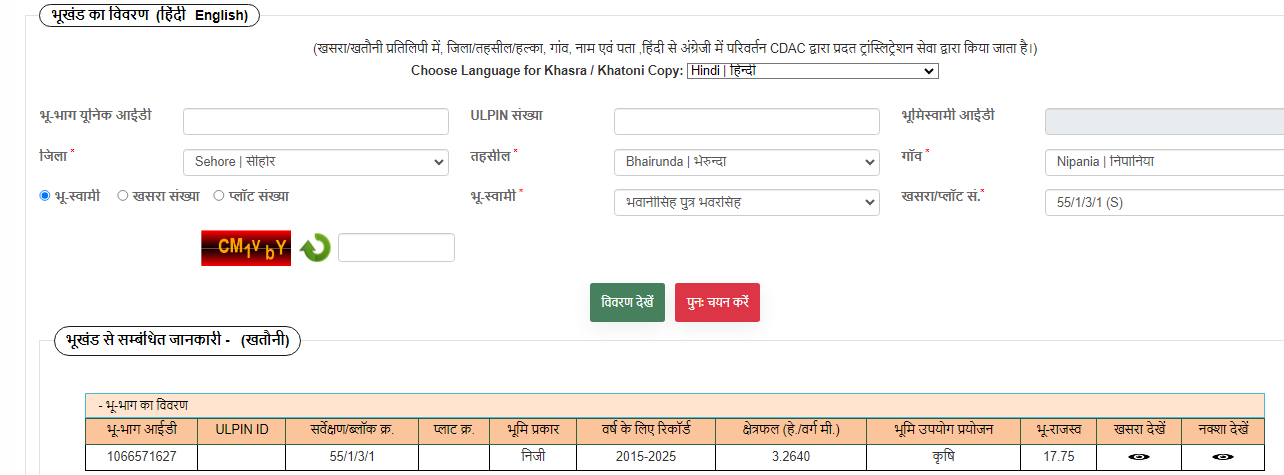 भूखंड का विवरण (हिंदी English)
(खसरा/खतौनी प्रतिलिपी में, जिला/तहसील/हल्का, गांव, नाम एवं पता ,हिंदी से अंग्रेजी में परिवर्तन CDAC द्वारा प्रदत ट्रांस्लिट्रेशन सेवा द्वारा किया जाता है।)
Choose Language for Khasra / Khatoni Copy: Hindi | हिन्दी
भू-भाग यूनिक आईडी ULPIN संख्या भूमिस्वामी आईडी
जिला * Sehore | सीहोर तहसील * Bhairunda | भेरुन्दा गाँव * Nipania | निपानिया
भू-स्वामी खसरा संख्या प्लॉट संख्या भू-स्वामी * भवानीसिंह पुत्र भवरसिंह खसरा/प्लॉट सं.* 55/1/3/1 (S)
CM1VbY
विवरण देखें पुनः चयन करें
भूखंड से सम्बंधित जानकारी - (खतौनी)
- भू-भाग का विवरण
भू-भाग आईडी ULPIN ID सर्वेक्षण/ब्लॉक क्र. प्लाट क्र. भूमि प्रकार वर्ष के लिए रिकॉर्ड क्षेत्रफल (हे./वर्ग मी.) भूमि उपयोग प्रयोजन भू-राजस्व खसरा देखें नक्शा देखें
1066571627 55/1/3/1 निजी 2015-2025 3.2640 कृषि 17.75